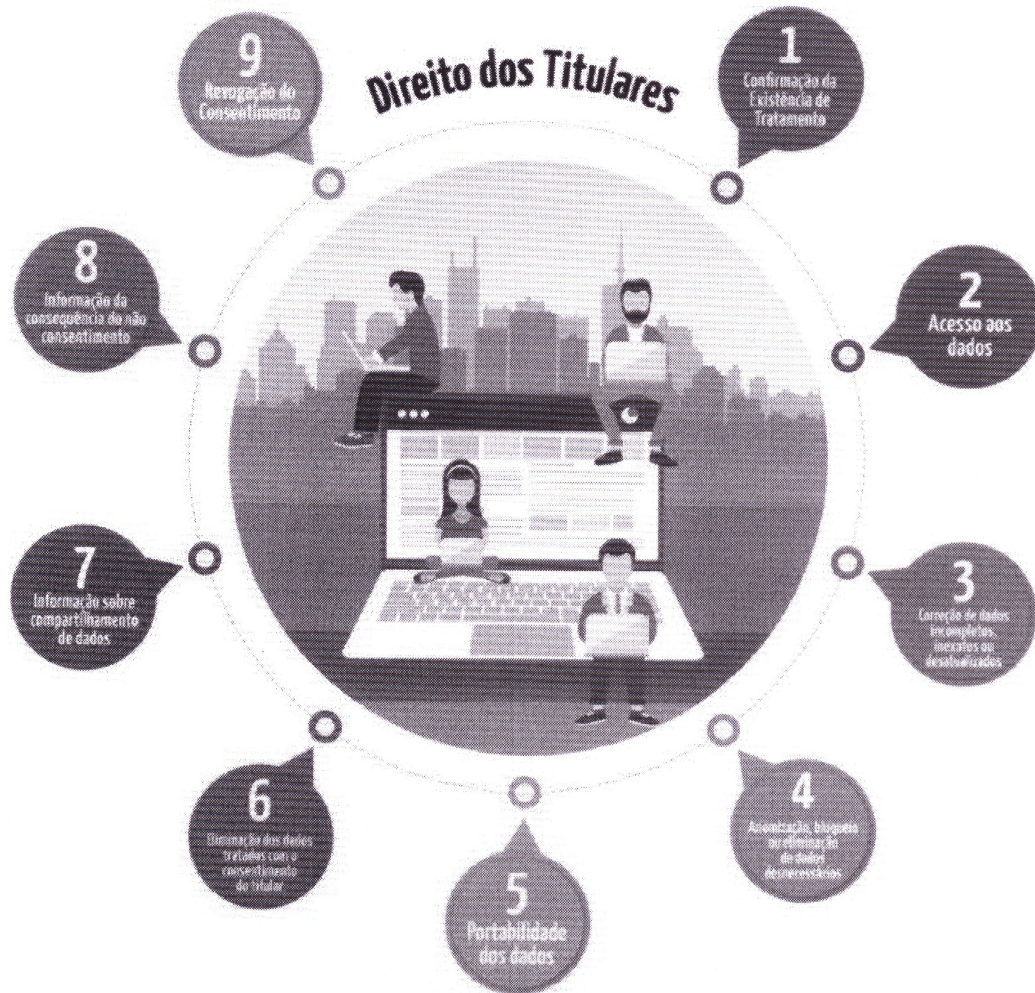 Direito dos Titulares
1
Confirmação da
Existência de
Tratamento
2
Acesso aos
dados
3
Correção de dados
incompletos,
inexatos ou
desatualizados
4
Anonização, bloqueio
ou eliminação
de dados
desnecessários
5
Portabilidade
dos dados
6
Eliminação dos dados
tratados com o
consentimento
do titular
7
Informação sobre
compartilhamento
de dados
8
Informação da
consequência do não
consentimento
9
Revogação do
Consentimento